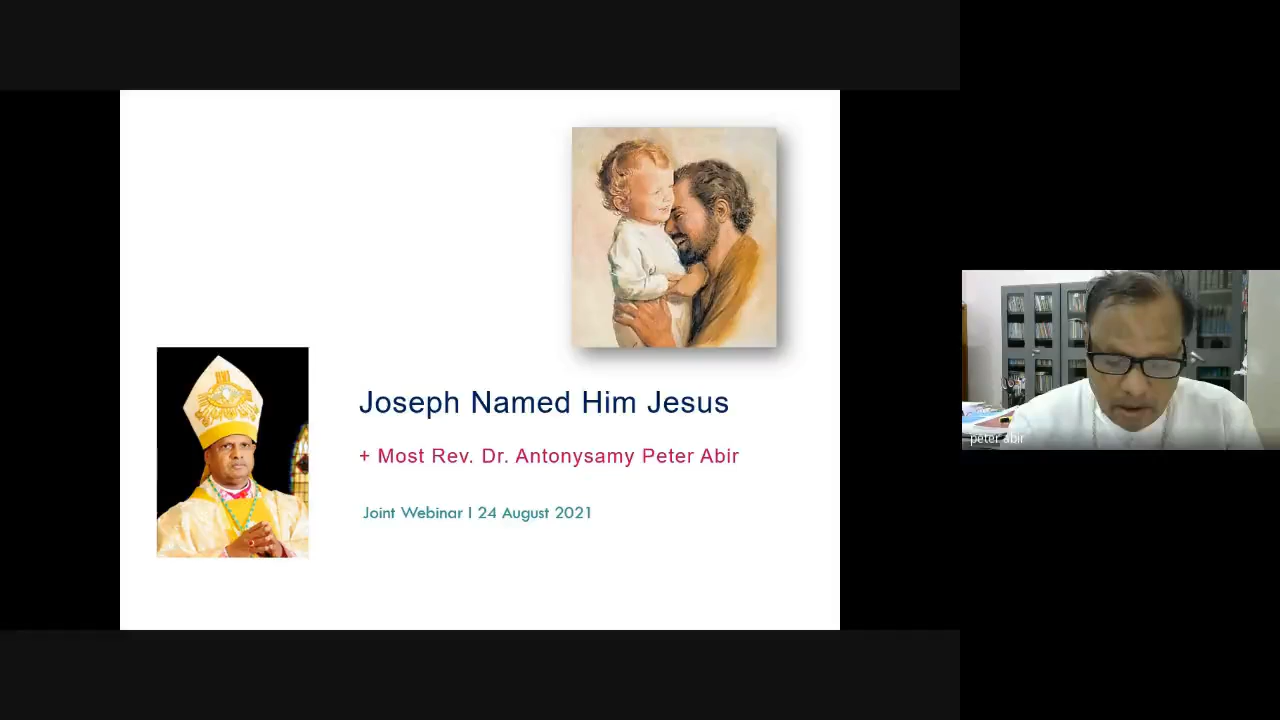 Joseph Named Him Jesus
+ Most Rev. Dr. Antonysamy Peter Abir
Joint Webinar I 24 August 2021
peter abir